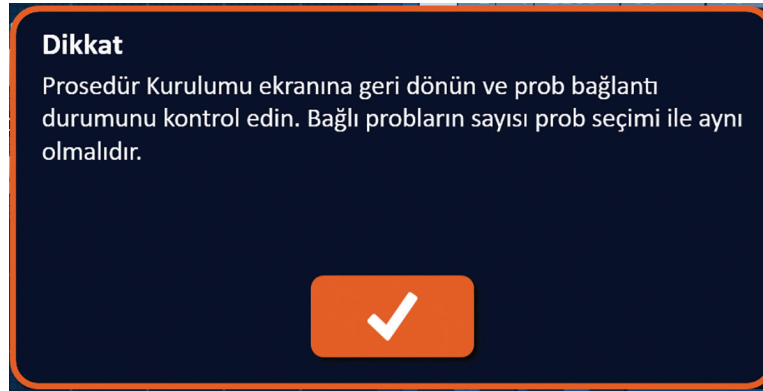 Dikkat
Prosedür Kurulumu ekranına geri dönün ve prob bağlantı
durumunu kontrol edin. Bağlı probların sayısı prob seçimi ile aynı
olmalıdır.